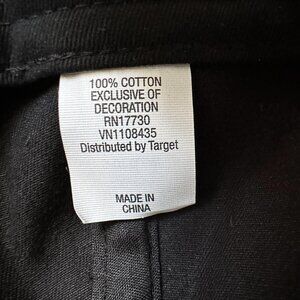 100% COTTON
EXCLUSIVE OF
DECORATION
RN17730
VN1108435
Distributed by Target
MADE IN
CHINA